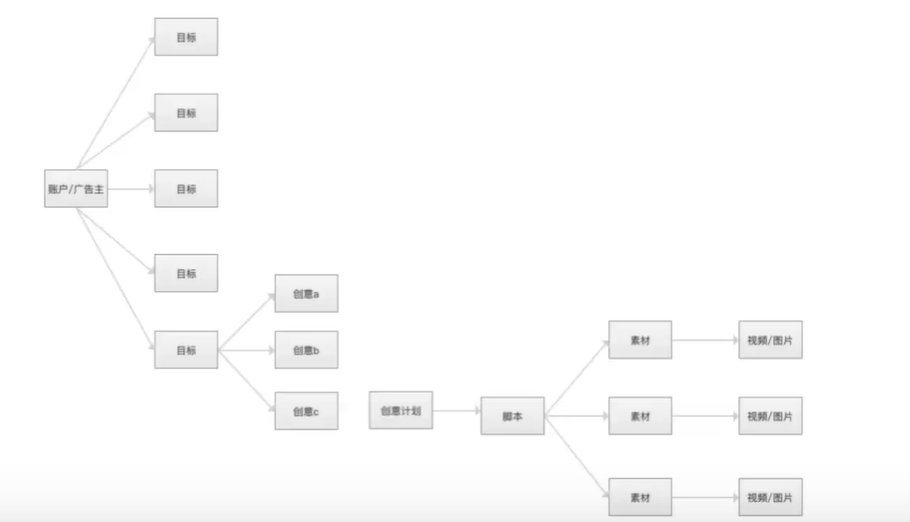 目标
目标
账户/广告主
目标
目标
目标
创意a
创意b
创意c
创意计划
脚本
素材
视频/图片
素材
视频/图片
素材
视频/图片